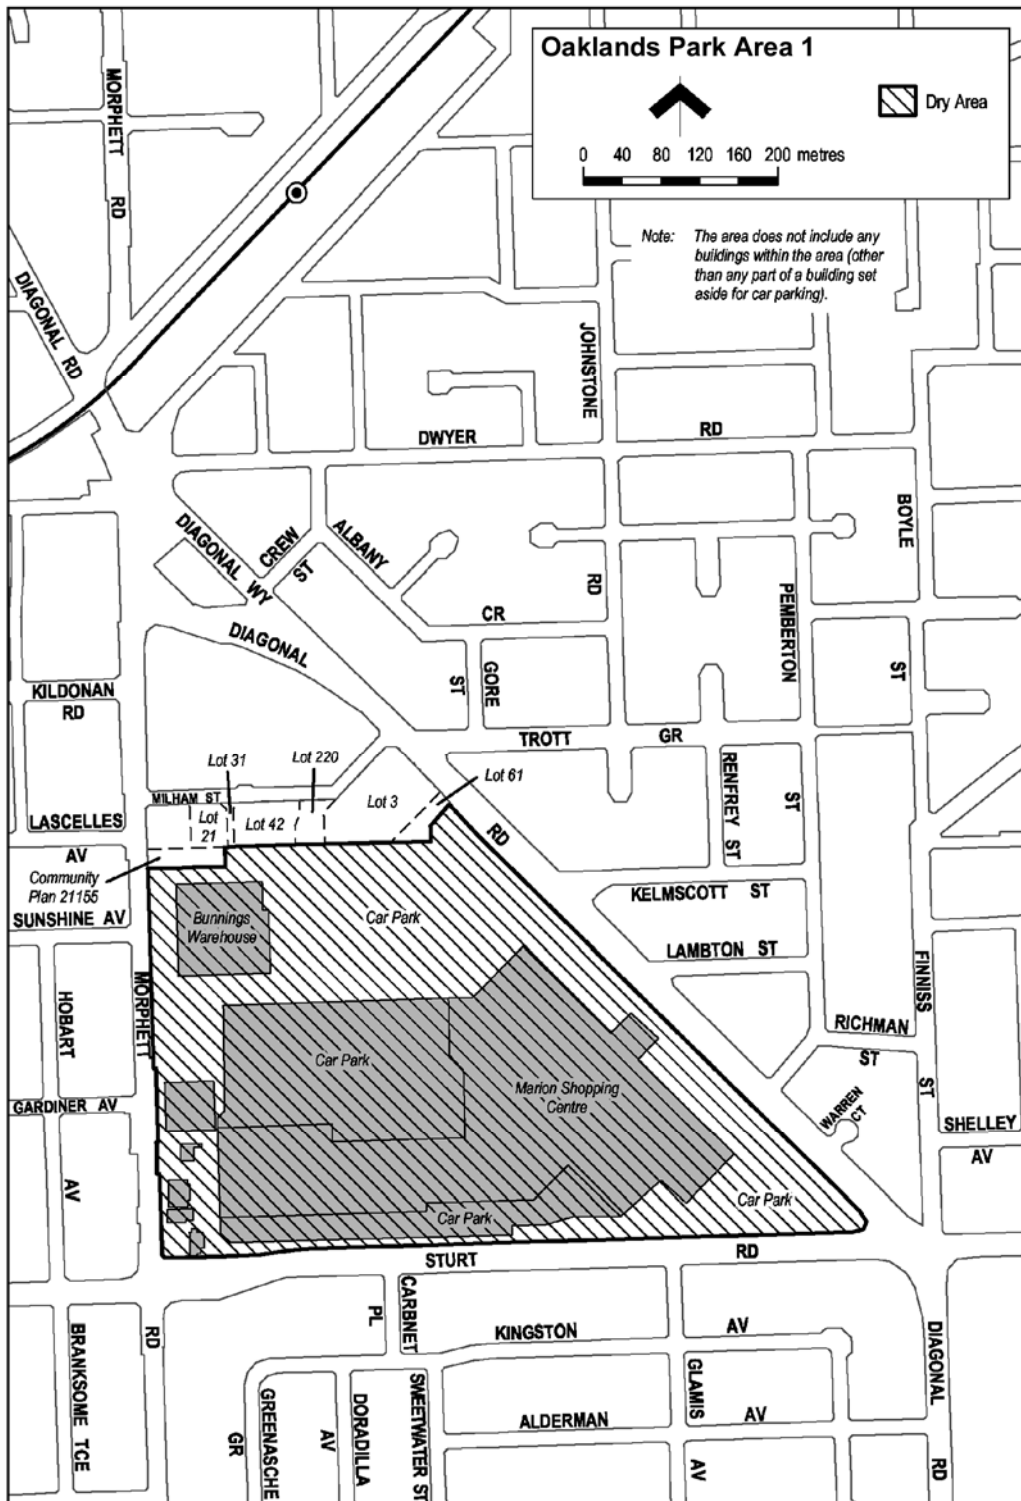 Oaklands Park Area 1
Dry Area
0 40 80 120 160 200 metres
Note: The area does not include any
buildings within the area (other
than any part of a building set
aside for car parking).
MORPHETT
RD
DIAGONAL RD
JOHNSTONE
RD
DWYER RD
BOYLE
ST
DIAGONAL WY
CREW
ST
ALBANY
CR
PEMBERTON
ST
DIAGONAL
RD
GORE
ST
KILDONAN
RD
TROTT GR
RENFREY ST
Lot 31
Lot 220
Lot 61
MILHAM ST
Lot
21
Lot 42
Lot 3
LASCELLES
AV
Community
Plan 21155
SUNSHINE AV
KELMSCOTT ST
LAMBTON ST
Bunnings
Warehouse
Car Park
MORPHETT
RD
HOBART
AV
FINNISS
ST
RICHMAN
ST
Car Park
Marion Shopping
Centre
GARDINER AV
WARREN
CT
SHELLEY
AV
Car Park
Car Park
STURT RD
CARBNET
PL
KINGSTON AV
DIAGONAL
RD
BRANKSOME TCE
GREENASCHE
GR
DORADILLA
AV
SWEETWATER ST
GLAMIS
AV
ALDERMAN AV